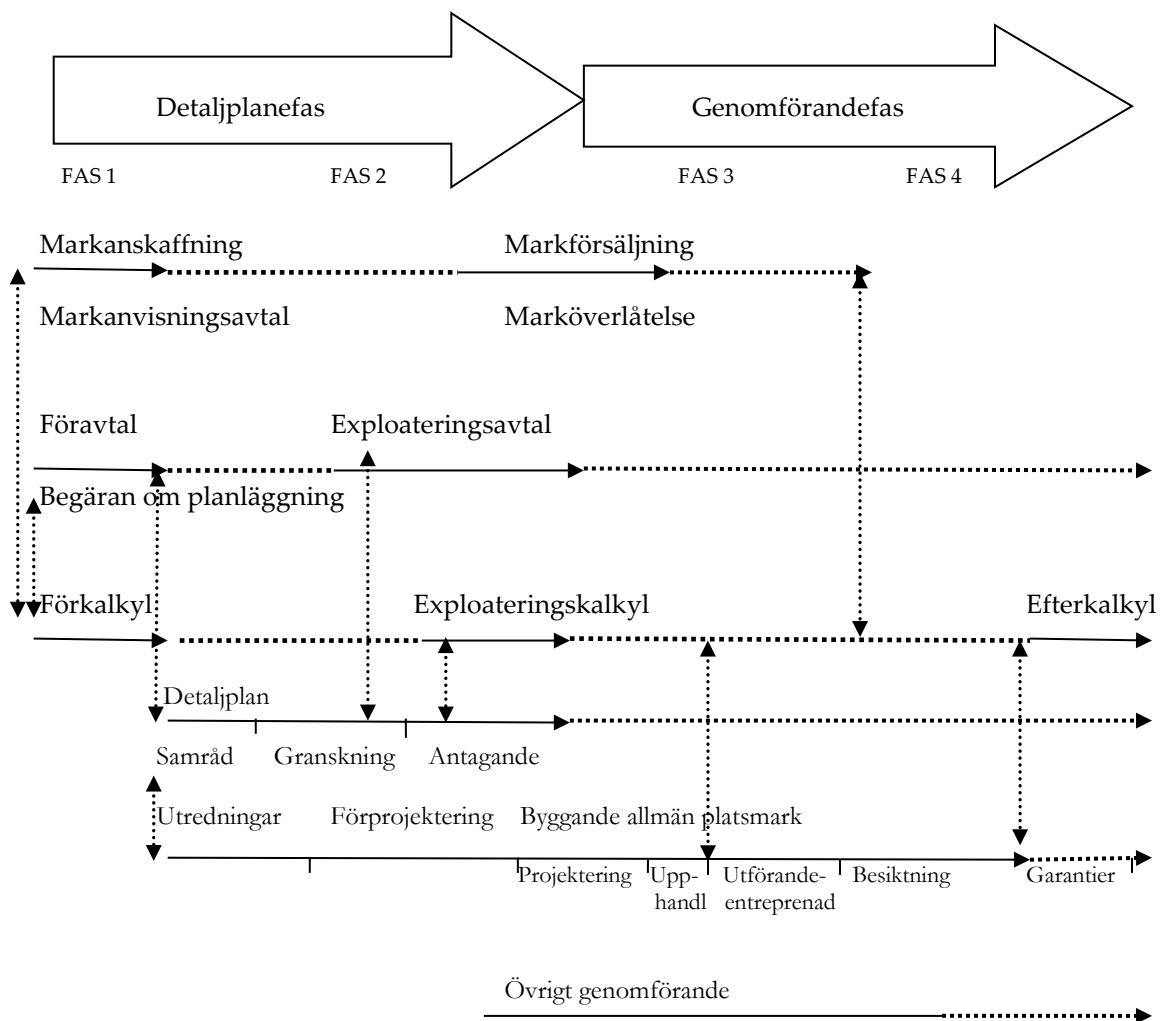 Detaljplanefas
Genomförandefas
FAS 1
FAS 2
FAS 3
FAS 4
Markanskaffning
Markförsäljning
Markanvisningsavtal
Marköverlåtelse
Föravtal
Exploateringsavtal
Begäran om planläggning
Förkalkyl
Exploateringskalkyl
Efterkalkyl
Detaljplan
Samråd
Granskning
Antagande
Utredningar
Förprojektering
Byggande allmän platsmark
Projektering
Upp-
handl
Utförande-
entreprenad
Besiktning
Garantier
Övrigt genomförande